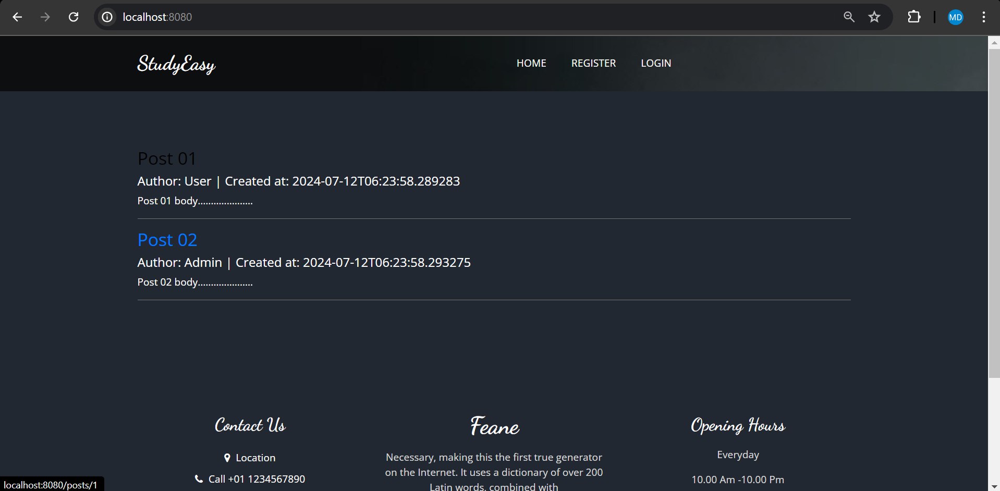 localhost:8080
MD
StudyEasy
HOME REGISTER LOGIN
Post 01
Author: User | Created at: 2024-07-12T06:23:58.289283
Post 01 body.....................
Post 02
Author: Admin | Created at: 2024-07-12T06:23:58.293275
Post 02 body.....................
Contact Us
Location
Call +01 1234567890
Feane
Necessary, making this the first true generator
on the Internet. It uses a dictionary of over 200
Latin words, combined with
Opening Hours
Everyday
10.00 Am -10.00 Pm
localhost:8080/posts/1